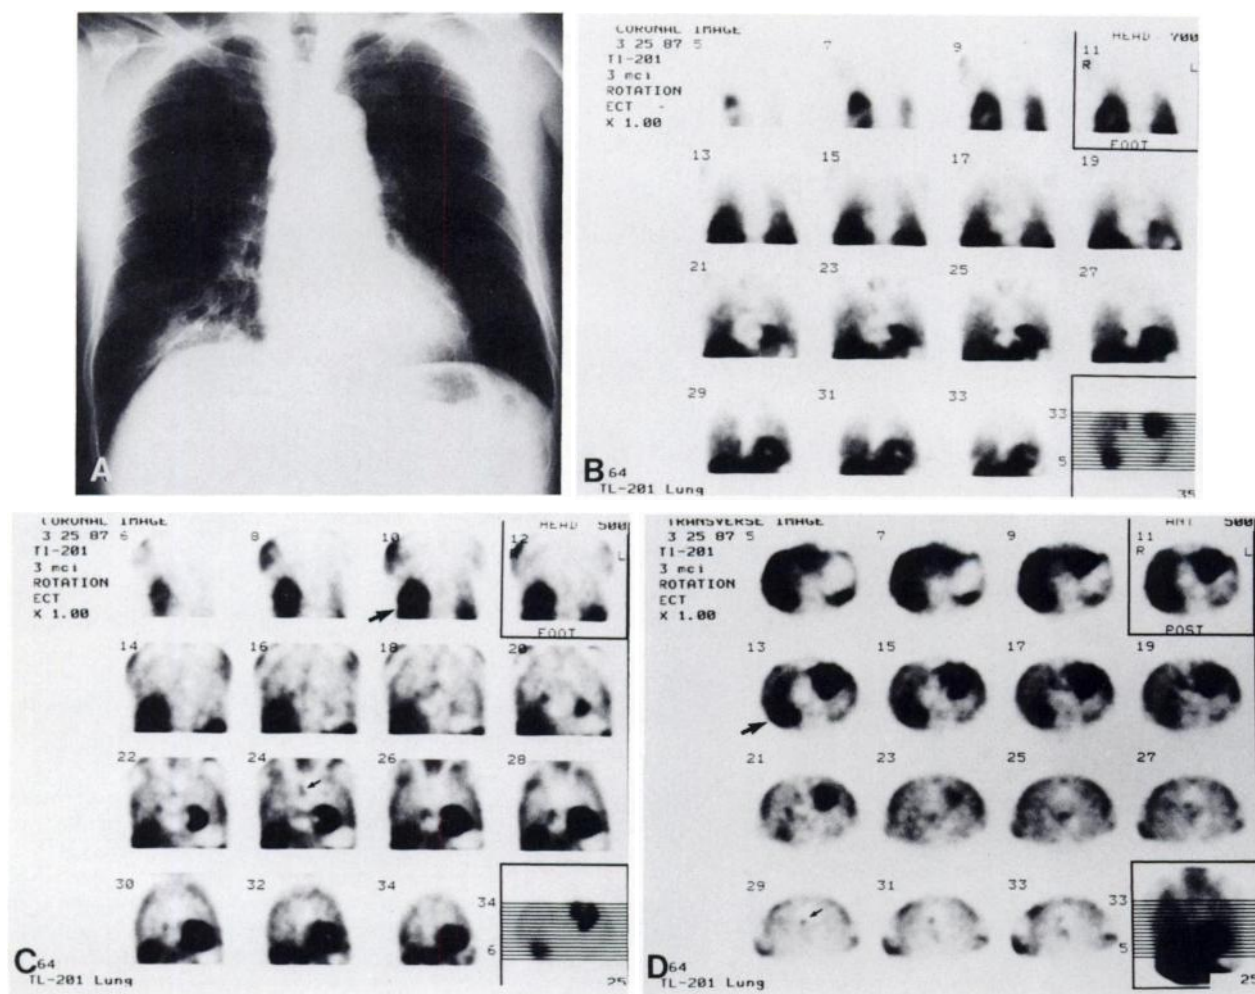 A
CORONAL IMAGE
3 25 87 5
7
9
HEAD 700
11
R
L
TI-201
3 mci
ROTATION
ECT -
X 1.00
FOOT
13
15
17
19
21
23
25
27
29
31
33
33
5
B 64
TL-201 Lung
35
CORONAL IMAGE
6
8
10
HEAD 500
12
L
3 25 87
TI-201
3 mci
ROTATION
ECT
X 1.00
FOOT
14
16
18
20
22
24
26
28
30
32
34
34
6
C 64
TL-201 Lung
25
TRANSVERSE IMAGE
5
7
9
ANT 500
11
R
L
3 25 87
TI-201
3 mci
ROTATION
ECT
X 1.00
POST
13
15
17
19
21
23
25
27
29
31
33
33
5
D 64
TL-201 Lung
25